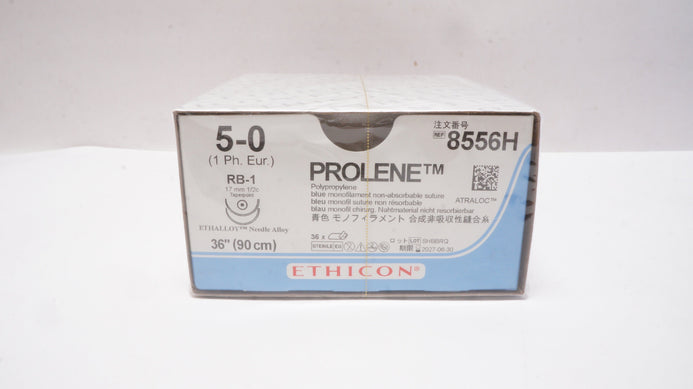 5-0
(1 Ph. Eur.)
RB-1
17 mm 1/2c
Taperpoint
ETHALLOY™ Needle Alloy
36" (90 cm)
注文番号
REF 8556H
PROLENE™
Polypropylene
blue monofilament non-absorbable suture
bleu monofil suture non résorbable
blau monofil chirurg. Nahtmaterial nicht resorbierbar
青色 モノフィラメント 合成非吸収性縫合糸
ATRALOC™
36 x
STERILE EO
ロット LOT
期限 2027-06-30
ETHICON®